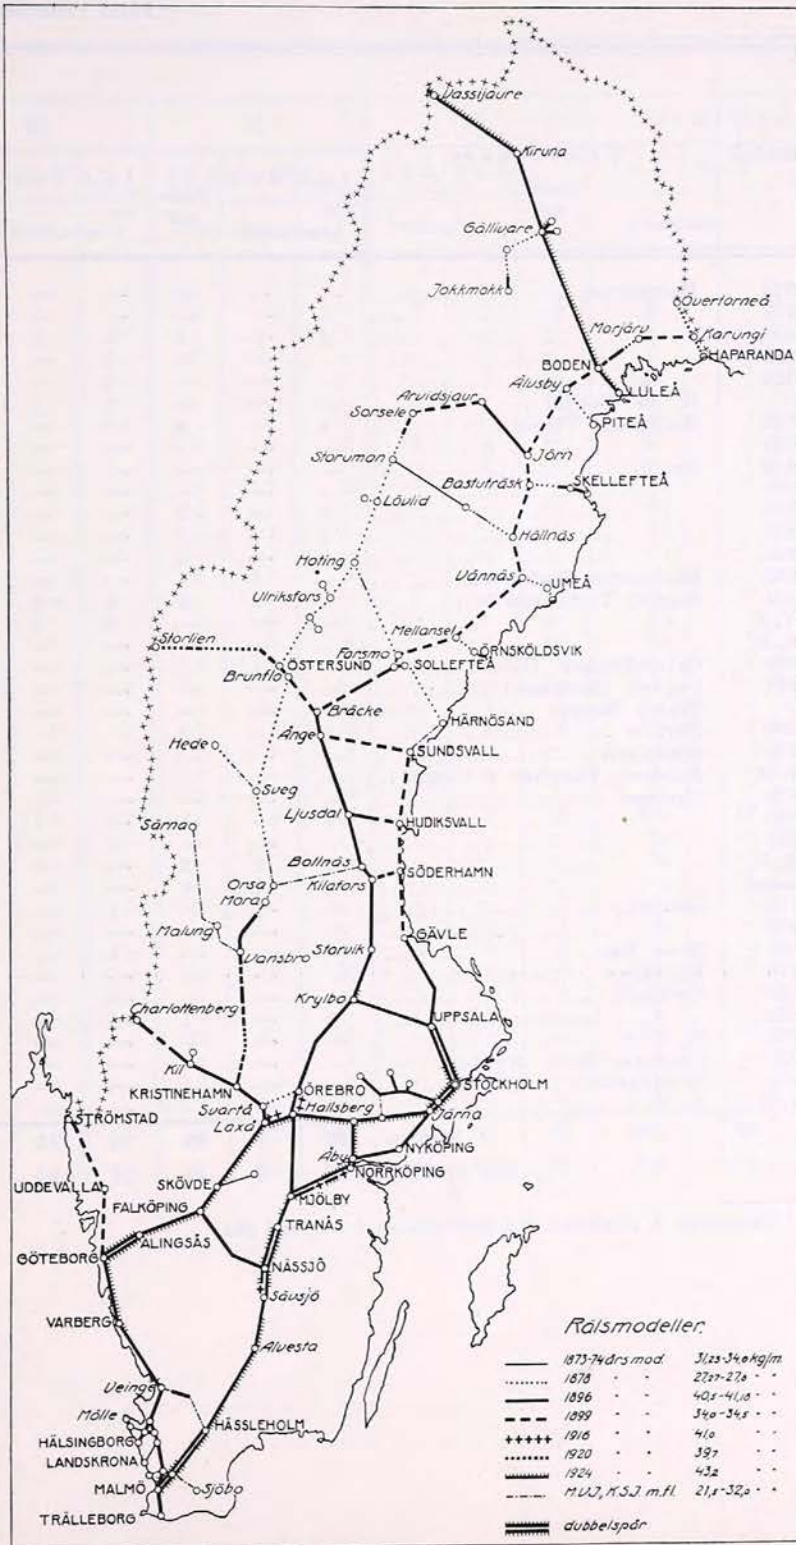 Vassijaure
Kiruna
Gällivare
Jokkmokk
Övertorneå
Morjärv
Karungi
HAPARANDA
BODEN
Älvsby
LULEÅ
Arvidsjaur
Sorsele
PITEÅ
Storuman
Jörn
Bastuträsk
SKELLEFTEÅ
Lövlid
Hällnäs
Hoting
Vännäs
UMEÅ
Ulriksfors
Mellansel
Storlien
Forsmo
ÖRNSKÖLDSVIK
ÖSTERSUND
SOLLEFTEÅ
Brunflo
Bräcke
HÄRNÖSAND
Ånge
Hede
SUNDSVALL
Sveg
Ljusdal
HUDIKSVALL
Särna
Bollnäs
SÖDERHAMN
Orsa
Kilafors
Mora
Malung
GÄVLE
Vansbro
Storvik
Krylbo
Charlottenberg
UPPSALA
Kil
STOCKHOLM
KRISTINEHAMN
ÖREBRO
Svartå
Hallsberg
Järna
STRÖMSTAD
Laxå
NYKÖPING
Åby
NORRKÖPING
SKÖVDE
UDDEVALLA
MJÖLBY
FALKÖPING
TRANÅS
ALINGSÅS
GÖTEBORG
NÄSSJÖ
Sävsjö
VARBERG
Alvesta
Veinge
Mölle
HÄSSLEHOLM
HÄLSINGBORG
LANDSKRONA
MALMÖ
Sjöbo
TRÄLLEBORG
Rälsmodeller:
1873-74 års mod. 31,23-34,0 kg/m.
1878 " " 27,27-27,8 " "
1896 " " 40,5-41,10 " "
1899 " " 34,0-34,5 " "
1916 " " 41,0 " "
1920 " " 39,7 " "
1924 " " 43,2 " "
M.V.J., K.S.J. m.fl. 21,5-32,0 " "
dubbelspår